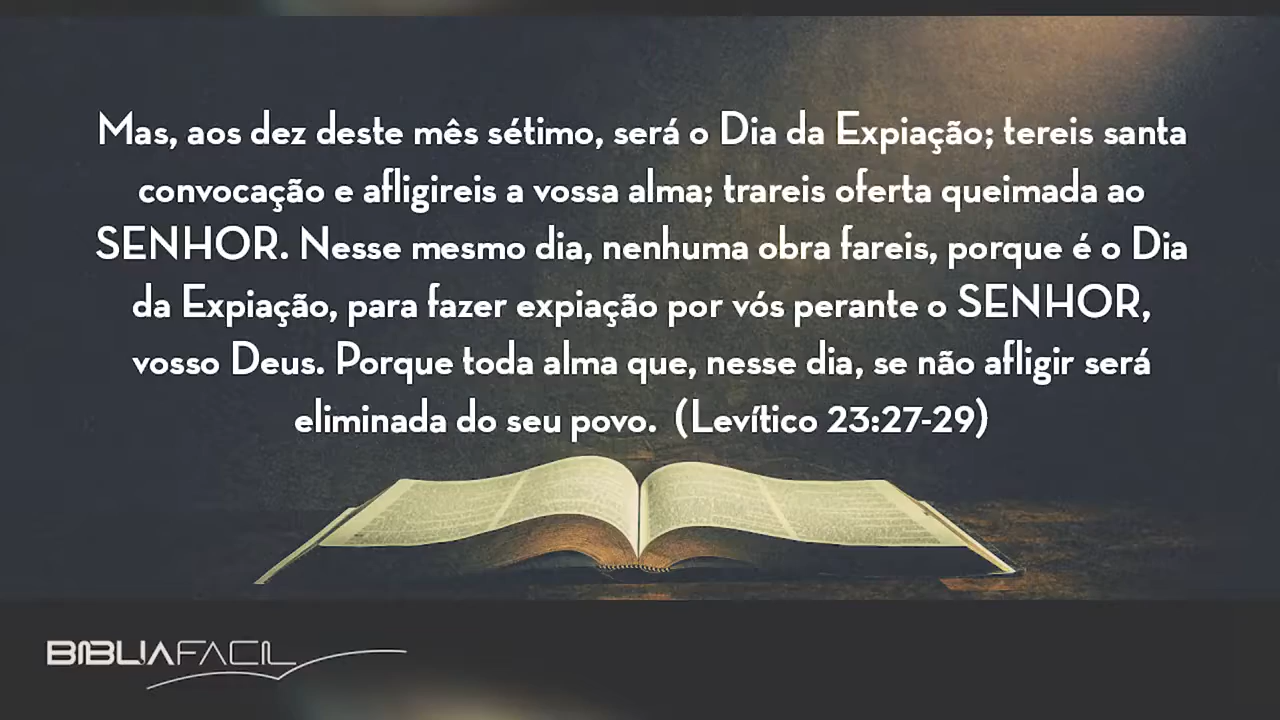 Mas, aos dez deste mês sétimo, será o Dia da Expiação; tereis santa
convocação e afligireis a vossa alma; trareis oferta queimada ao
SENHOR. Nesse mesmo dia, nenhuma obra fareis, porque é o Dia
da Expiação, para fazer expiação por vós perante o SENHOR,
vosso Deus. Porque toda alma que, nesse dia, se não afligir será
eliminada do seu povo. (Levítico 23:27-29)
BIBLIAFACIL